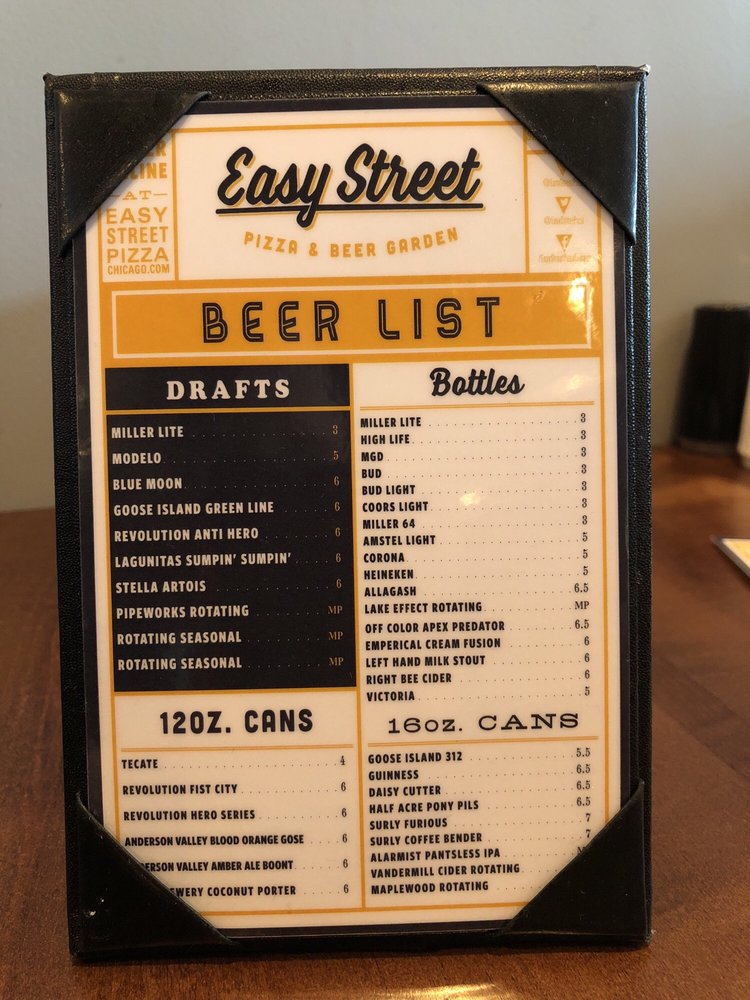 LINE
AT
EASY
STREET
PIZZA
CHICAGO.COM
Easy Street
PIZZA & BEER GARDEN
BEER LIST
DRAFTS
MILLER LITE 3
MODELO 5
BLUE MOON 6
GOOSE ISLAND GREEN LINE 6
REVOLUTION ANTI HERO 6
LAGUNITAS SUMPIN' SUMPIN' 6
STELLA ARTOIS 6
PIPEWORKS ROTATING MP
ROTATING SEASONAL MP
ROTATING SEASONAL MP
Bottles
MILLER LITE 3
HIGH LIFE 3
MGD 3
BUD 3
BUD LIGHT 3
COORS LIGHT 3
MILLER 64 3
AMSTEL LIGHT 5
CORONA 5
HEINEKEN 5
ALLAGASH 6.5
LAKE EFFECT ROTATING MP
OFF COLOR APEX PREDATOR 6.5
EMPERICAL CREAM FUSION 6
LEFT HAND MILK STOUT 6
RIGHT BEE CIDER 6
VICTORIA 5
12OZ. CANS
TECATE 4
REVOLUTION FIST CITY 6
REVOLUTION HERO SERIES 6
ANDERSON VALLEY BLOOD ORANGE GOSE 6
DERSON VALLEY AMBER ALE BOONT 6
EWERY COCONUT PORTER 6
16oz. CANS
GOOSE ISLAND 312 5.5
GUINNESS 6.5
DAISY CUTTER 6.5
HALF ACRE PONY PILS 6.5
SURLY FURIOUS 7
SURLY COFFEE BENDER 7
ALARMIST PANTSLESS IPA
VANDERMILL CIDER ROTATING
MAPLEWOOD ROTATING